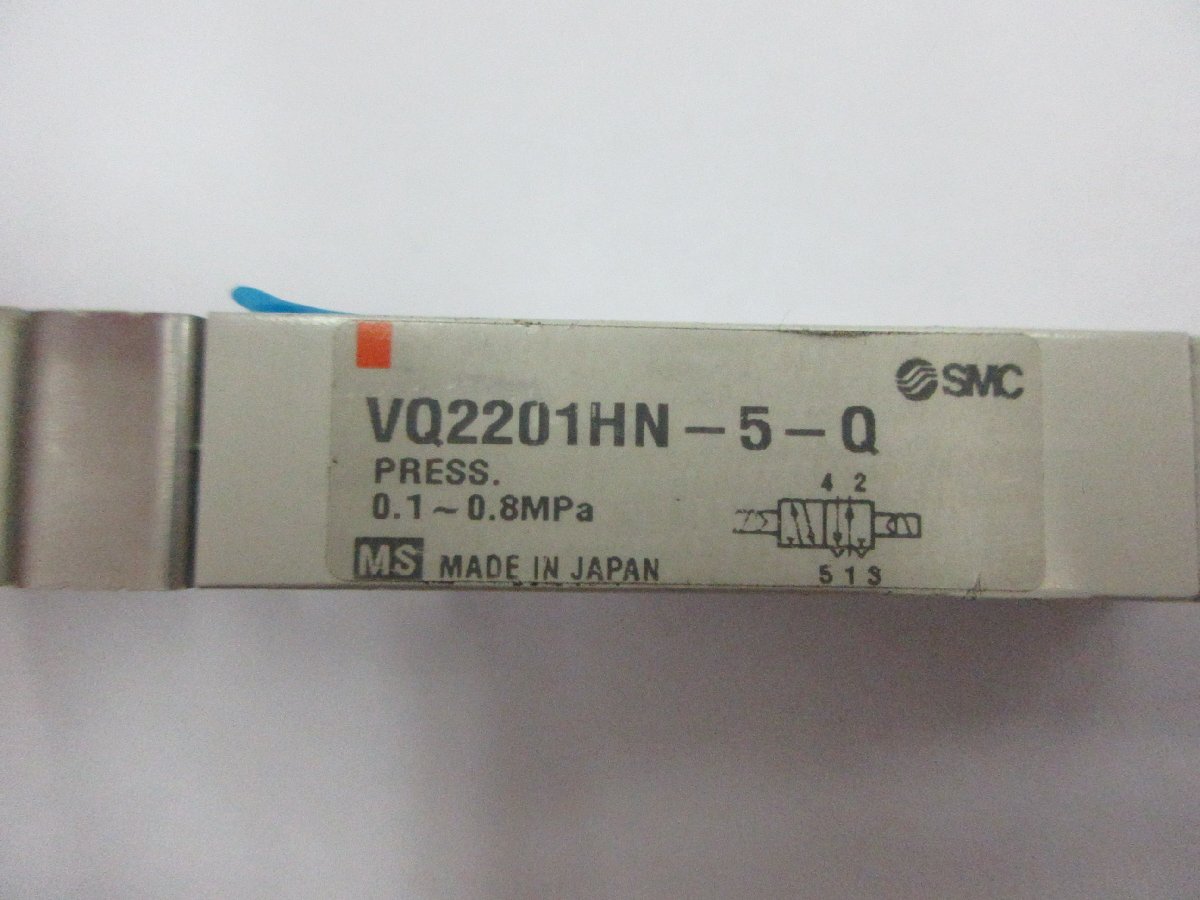 SMC
VQ2201HN-5-Q
PRESS.
0.1~0.8MPa
4 2
5 1 3
MS MADE IN JAPAN